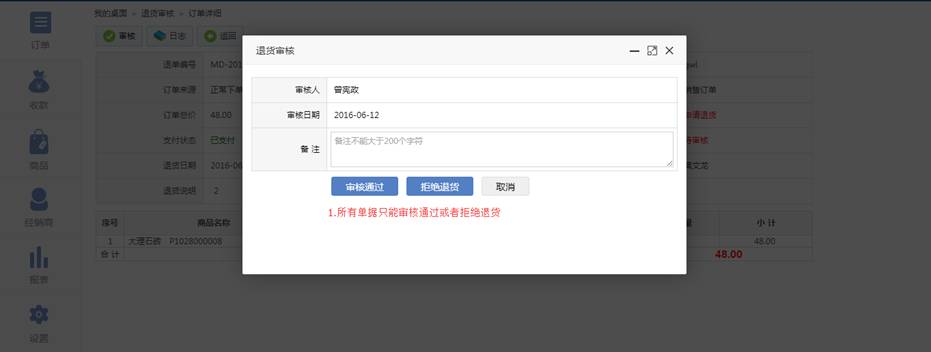 我的桌面 » 退货审核 » 订单详细
订单
审核 日志 返回
退货审核
退单编号 MD-201
订单来源 正常下单 销售订单
审核人 曾宪政
收款
订单总价 48.00 申请退货
审核日期 2016-06-12
支付状态 已支付 待审核
备 注 备注不能大于200个字符
商品
退货日期 2016-06
退货说明 2
审核通过 拒绝退货 取消
1.所有单据只能审核通过或者拒绝退货
经销商
序号 商品名称 量 小 计
1 大理石砖 P1028000008 48.00
合 计 48.00
报表
设置